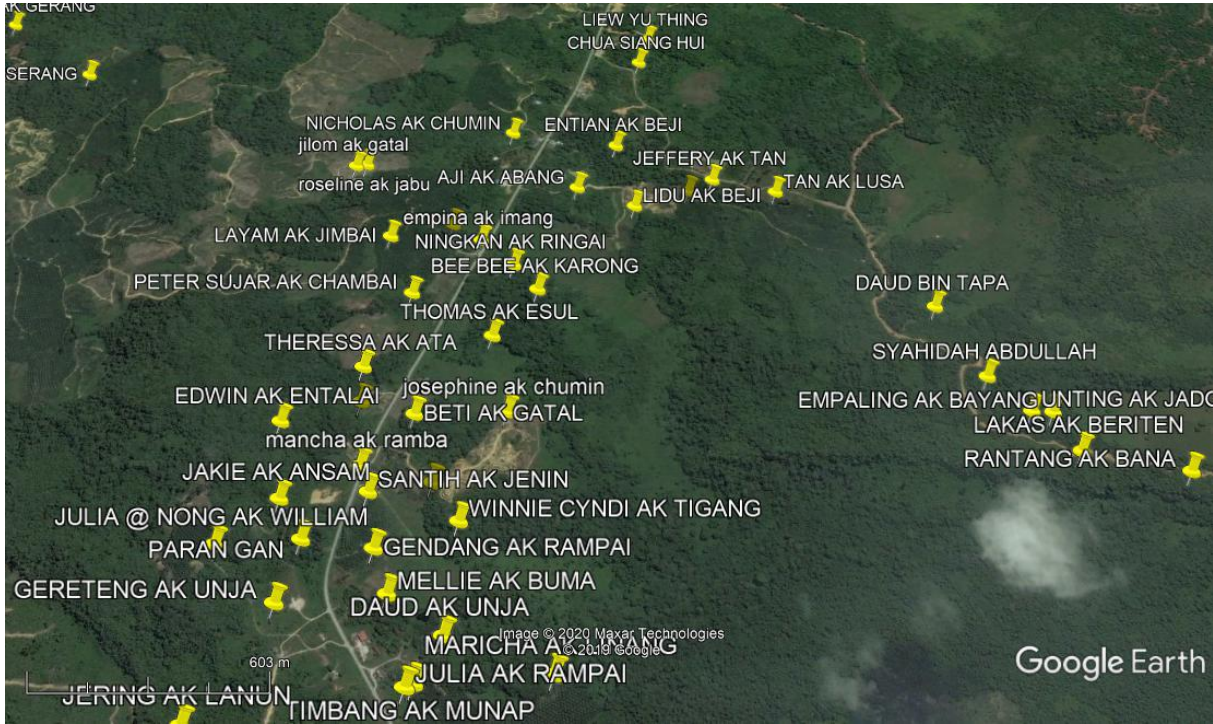 AK GERANG
LIEW YU THING
CHUA SIANG HUI
SERANG
NICHOLAS AK CHUMIN
ENTIAN AK BEJI
jilom ak gatal
JEFFERY AK TAN
roseline ak jabu
AJI AK ABANG
TAN AK LUSA
LIDU AK BEJI
empina ak imang
LAYAM AK JIMBAI
NINGKAN AK RINGAI
BEE BEE AK KARONG
PETER SUJAR AK CHAMBAI
DAUD BIN TAPA
THOMAS AK ESUL
THERESSA AK ATA
SYAHIDAH ABDULLAH
EDWIN AK ENTALAI
josephine ak chumin
EMPALING AK BAYANG
UNTING AK JADO
BETI AK GATAL
LAKAS AK BERITEN
mancha ak ramba
RANTANG AK BANA
JAKIE AK ANSAM
SANTIH AK JENIN
WINNIE CYNDI AK TIGANG
JULIA @ NONG AK WILLIAM
PARAN GAN
GENDANG AK RAMPAI
GERETENG AK UNJA
MELLIE AK BUMA
DAUD AK UNJA
Image © 2020 Maxar Technologies
MARICHA AK LINANG
© 2019 Google
603 m
Google Earth
JULIA AK RAMPAI
JERING AK LANUN
TIMBANG AK MUNAP